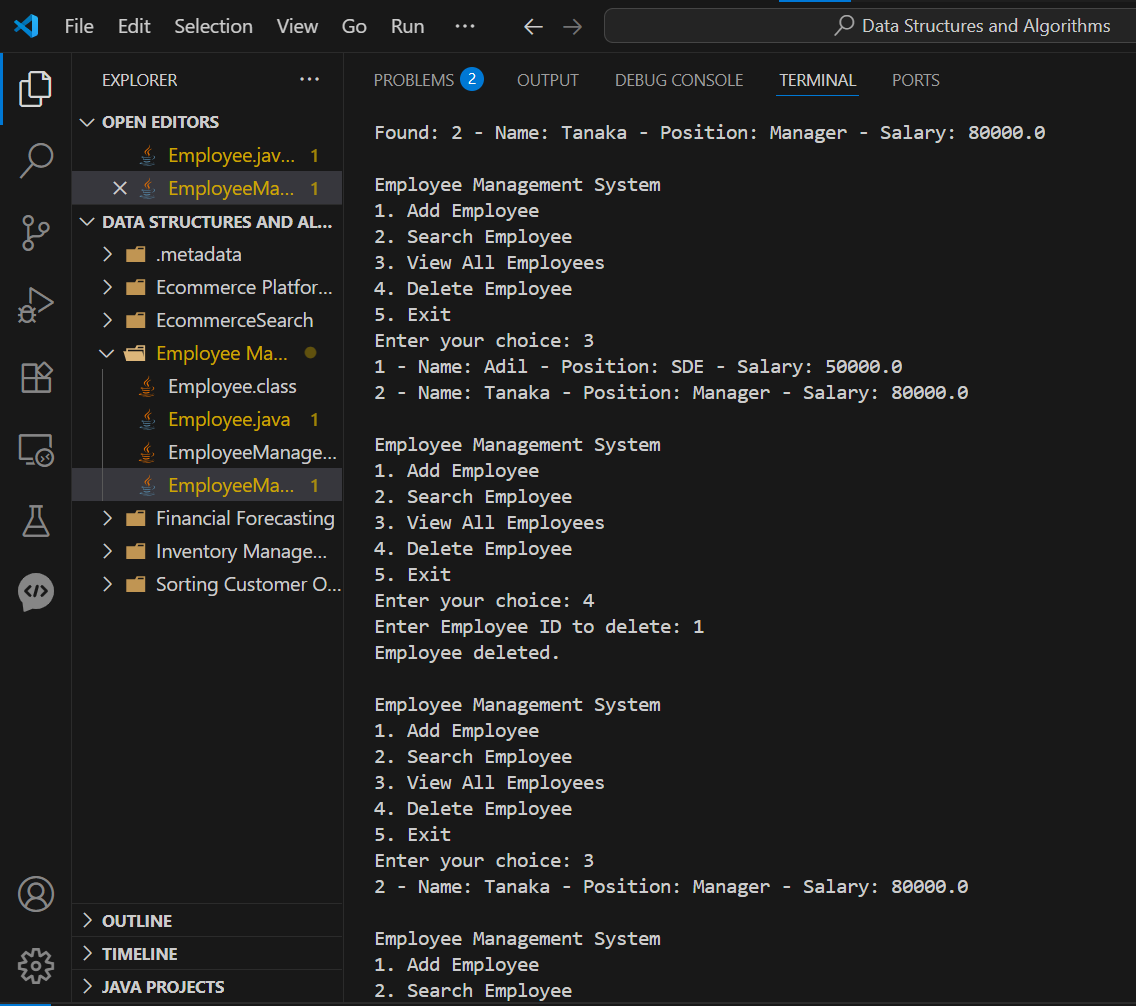 File Edit Selection View Go Run ··· Data Structures and Algorithms
EXPLORER ···
OPEN EDITORS
Employee.jav... 1
EmployeeMa... 1
DATA STRUCTURES AND AL...
.metadata
Ecommerce Platfor...
EcommerceSearch
Employee Ma...
Employee.class
Employee.java 1
EmployeeManage...
EmployeeMa... 1
Financial Forecasting
Inventory Manage...
Sorting Customer O...
OUTLINE
TIMELINE
JAVA PROJECTS
PROBLEMS 2 OUTPUT DEBUG CONSOLE TERMINAL PORTS
Found: 2 - Name: Tanaka - Position: Manager - Salary: 80000.0
Employee Management System
1. Add Employee
2. Search Employee
3. View All Employees
4. Delete Employee
5. Exit
Enter your choice: 3
1 - Name: Adil - Position: SDE - Salary: 50000.0
2 - Name: Tanaka - Position: Manager - Salary: 80000.0
Employee Management System
1. Add Employee
2. Search Employee
3. View All Employees
4. Delete Employee
5. Exit
Enter your choice: 4
Enter Employee ID to delete: 1
Employee deleted.
Employee Management System
1. Add Employee
2. Search Employee
3. View All Employees
4. Delete Employee
5. Exit
Enter your choice: 3
2 - Name: Tanaka - Position: Manager - Salary: 80000.0
Employee Management System
1. Add Employee
2. Search Employee